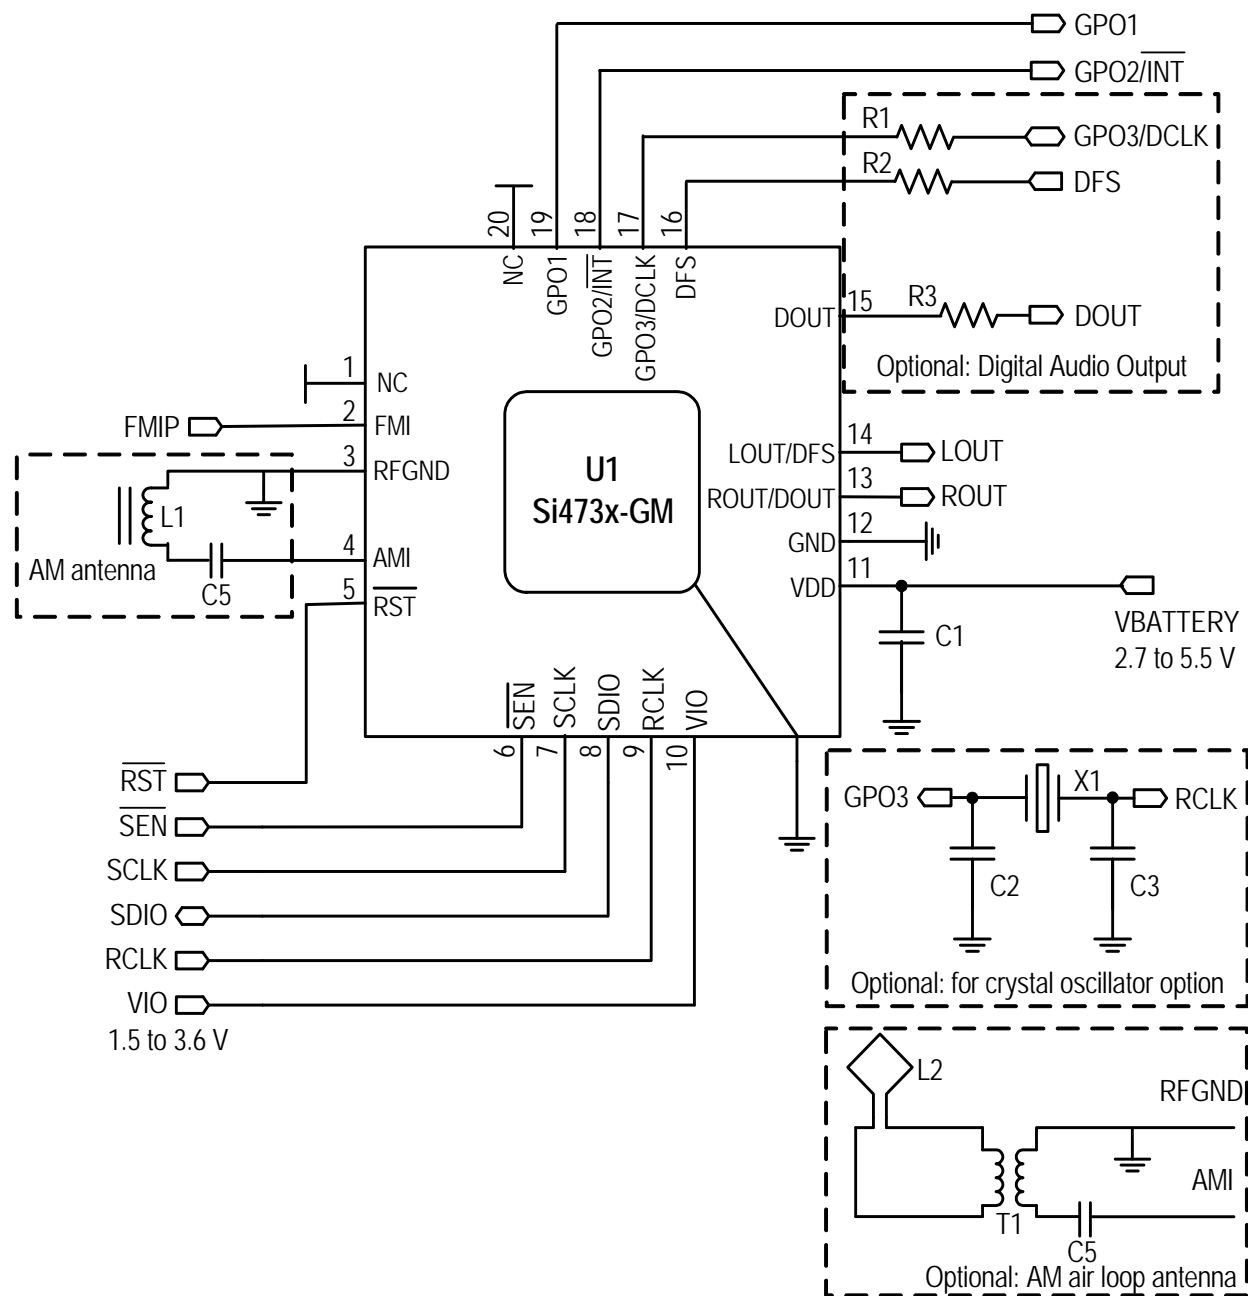 GPO1
GPO2/INT
R1
GPO3/DCLK
R2
DFS
20
19
18
17
16
NC
GPO1
GPO2/INT
GPO3/DCLK
DFS
DOUT
15
R3
DOUT
Optional: Digital Audio Output
1
NC
FMIP
2
FMI
3
RFGND
L1
AM antenna
C5
4
AMI
5
RST
U1
Si473x-GM
LOUT/DFS
14
LOUT
ROUT/DOUT
13
ROUT
GND
12
VDD
11
C1
VBATTERY
2.7 to 5.5 V
SEN
SCLK
SDIO
RCLK
VIO
6
7
8
9
10
RST
SEN
SCLK
SDIO
RCLK
VIO
1.5 to 3.6 V
GPO3
X1
RCLK
C2
C3
Optional: for crystal oscillator option
L2
RFGND
AMI
T1
C5
Optional: AM air loop antenna